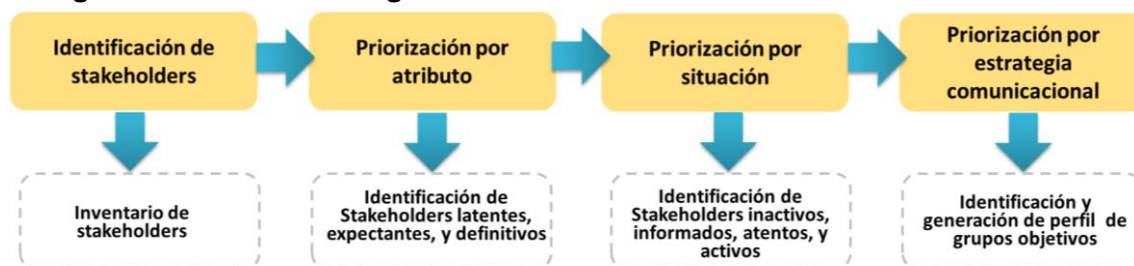 Identificación de
stakeholders
Priorización por
atributo
Priorización por
situación
Priorización por
estrategia
comunicacional
Inventario de
stakeholders
Identificación de
Stakeholders latentes,
expectantes, y definitivos
Identificación de
Stakeholders inactivos,
informados, atentos, y
activos
Identificación y
generación de perfil de
grupos objetivos